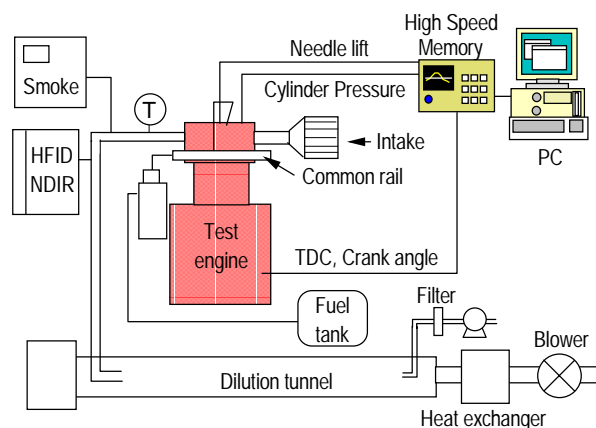 Needle lift
High Speed
Memory
Smoke
T
Cylinder Pressure
HFID
NDIR
Intake
PC
Common rail
Test
engine
TDC, Crank angle
Fuel
tank
Filter
Blower
Dilution tunnel
Heat exchanger